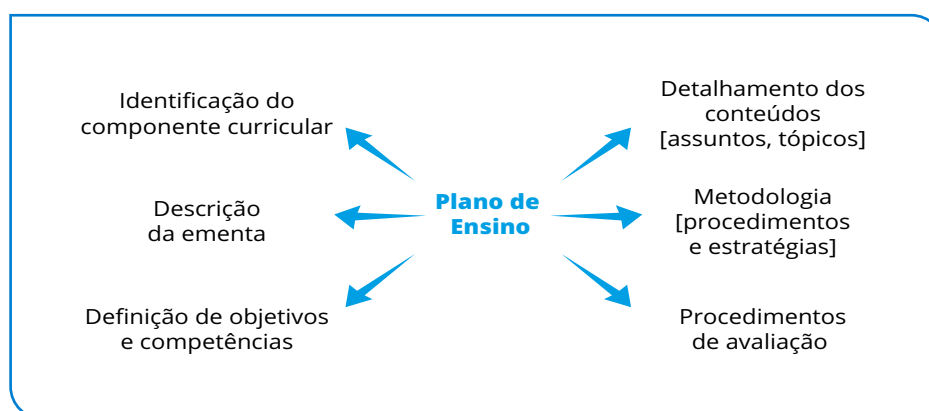 Identificação do
componente curricular
Descrição
da ementa
Definição de objetivos
e competências
Plano de
Ensino
Detalhamento dos
conteúdos
[assuntos, tópicos]
Metodologia
[procedimentos
e estratégias]
Procedimentos
de avaliação